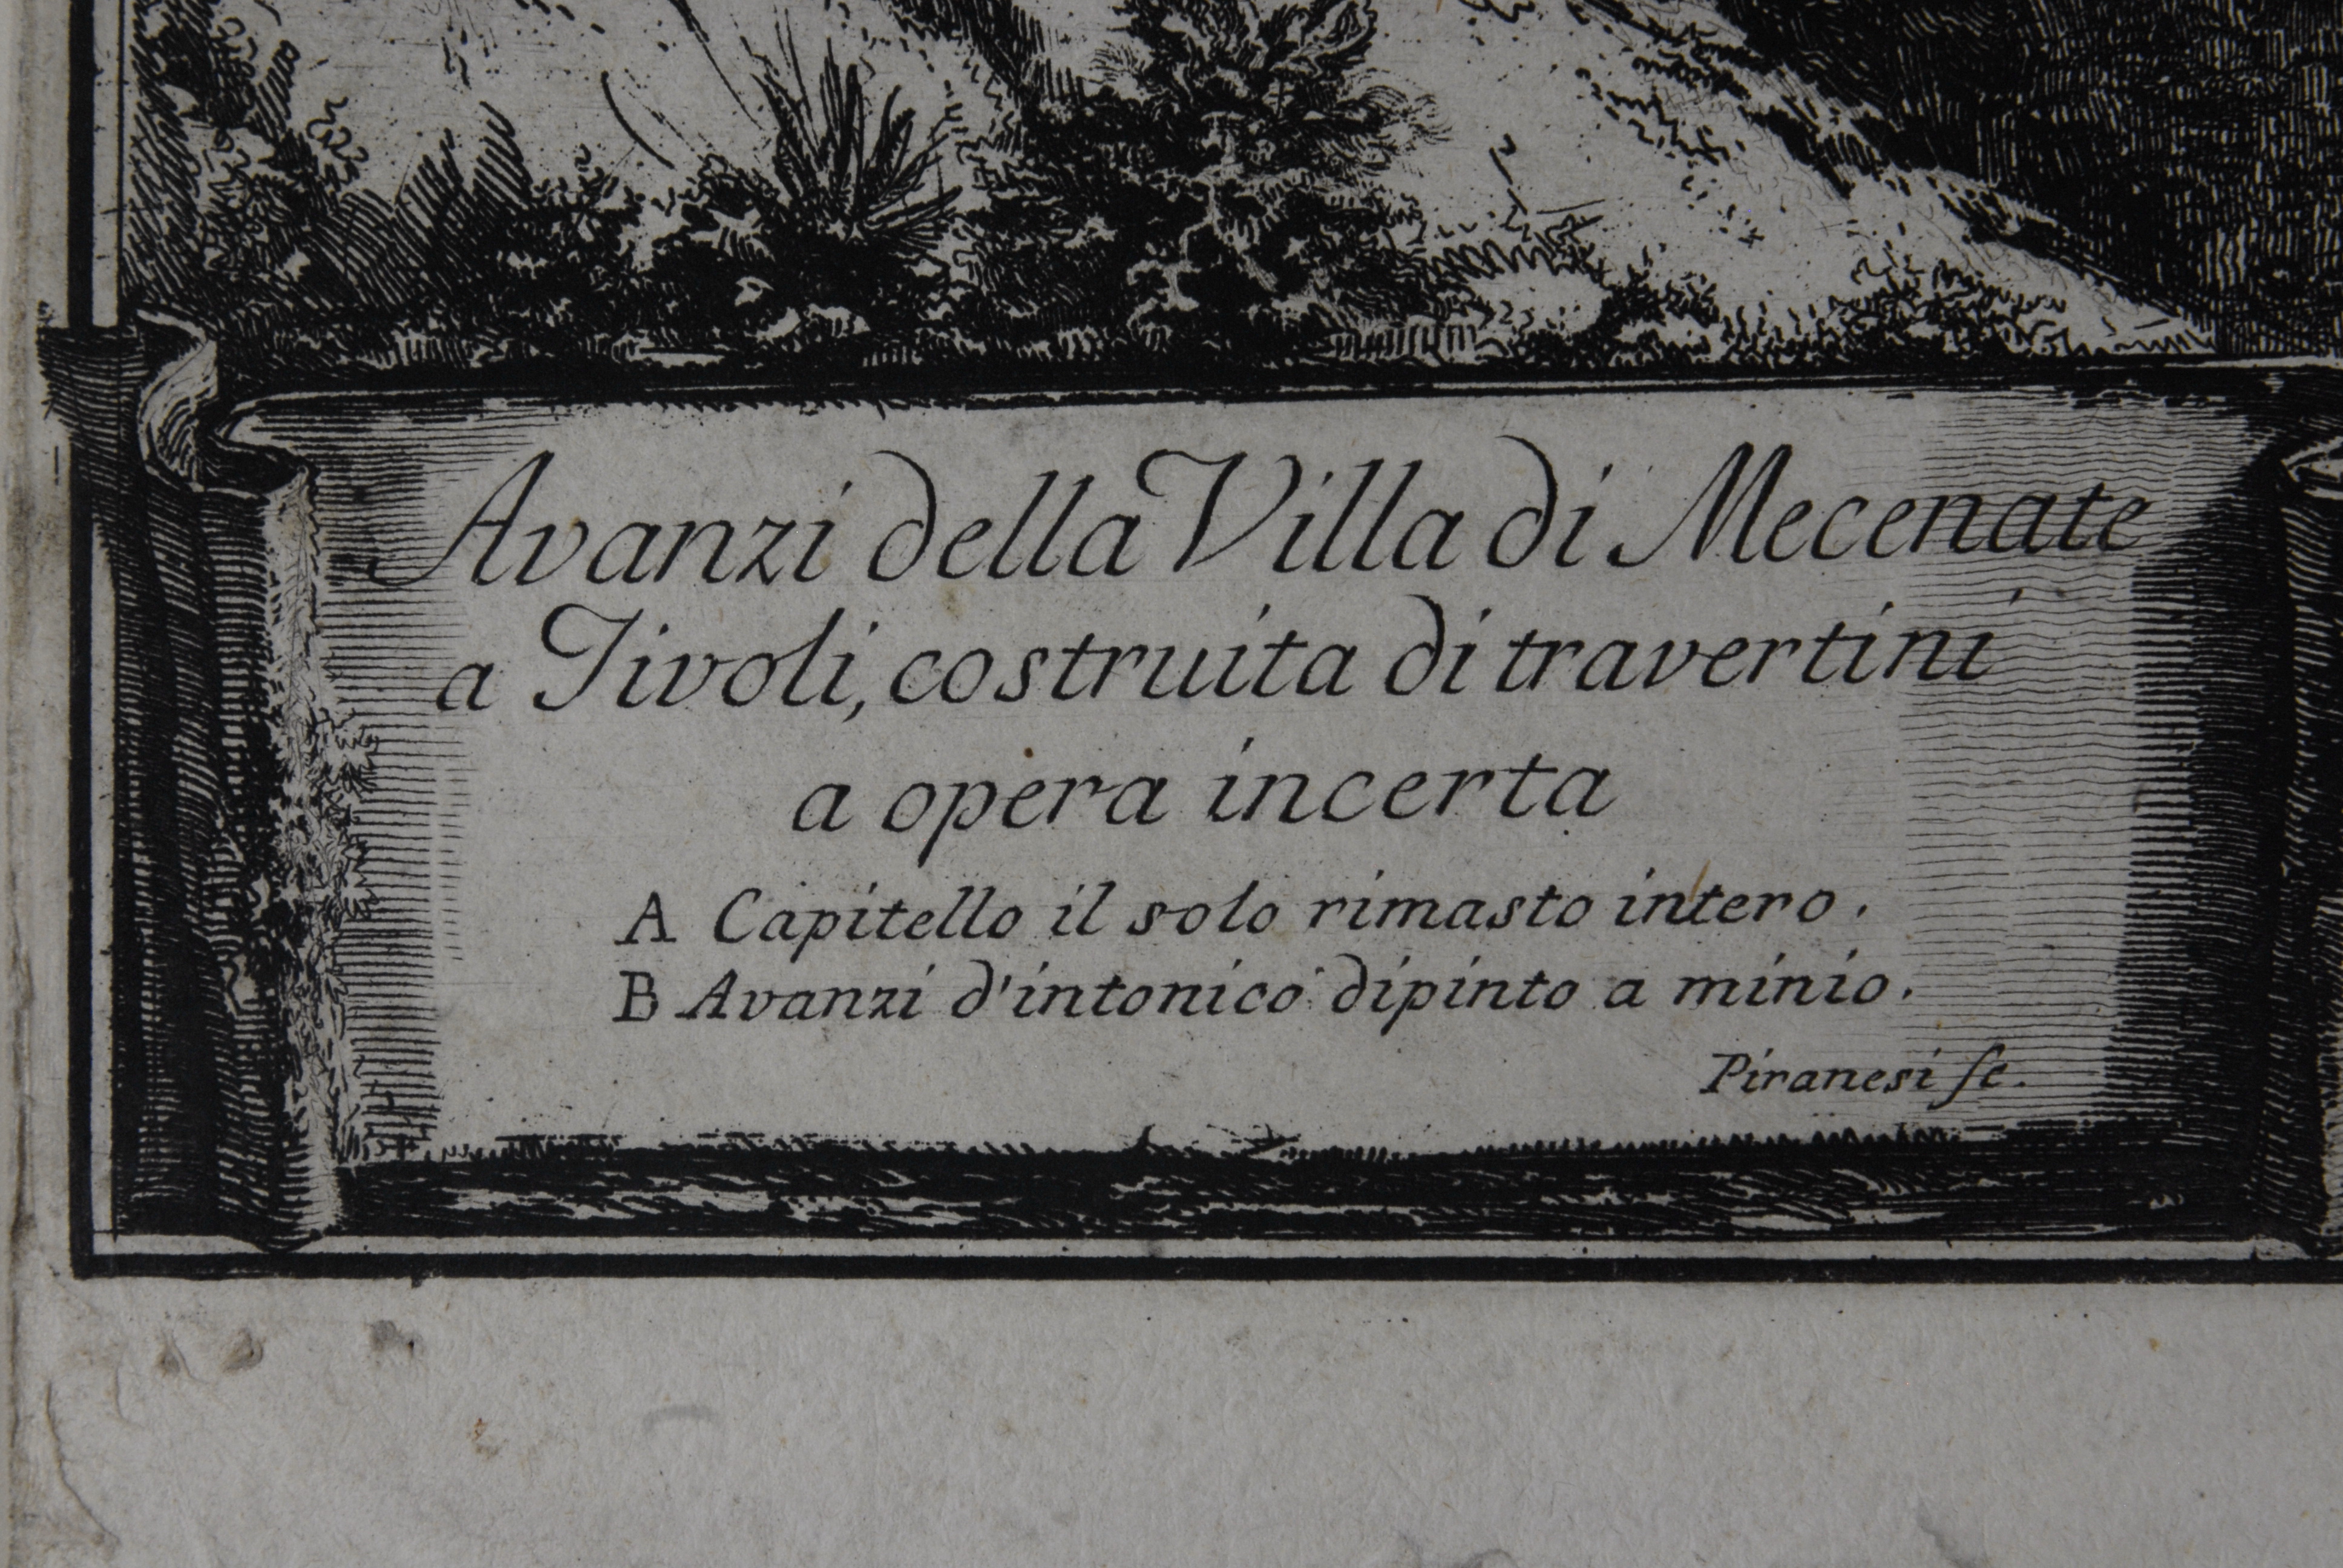 Avanzi della Villa di Mecenate
a Tivoli, costruita di travertini
a opera incerta
A Capitello il solo rimasto intero.
B Avanzi d'intonico dipinto a minio.
Piranesi fc.